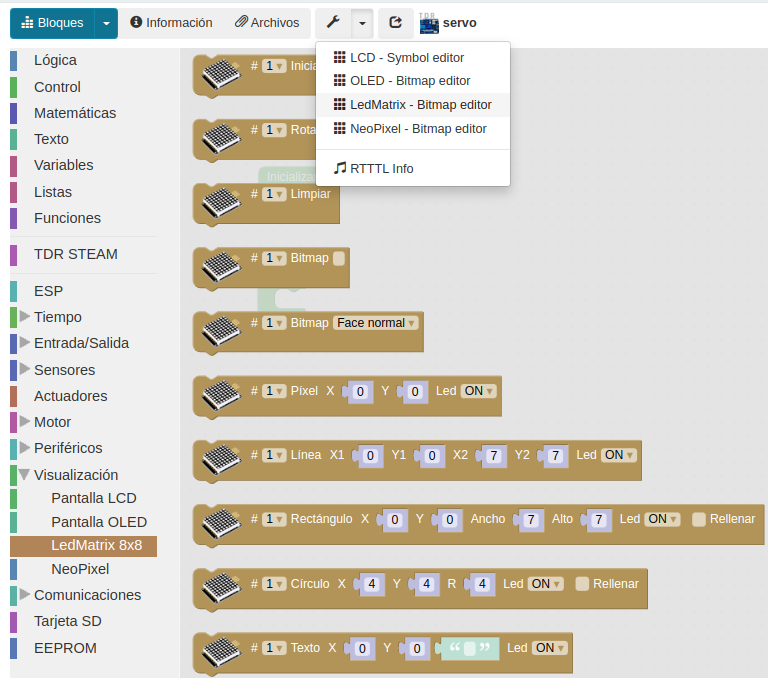 Bloques Información Archivos TDR servo
LCD - Symbol editor
OLED - Bitmap editor
LedMatrix - Bitmap editor
NeoPixel - Bitmap editor
RTTTL Info
Lógica
Control
Matemáticas
Texto
Variables
Listas
Funciones
TDR STEAM
ESP
Tiempo
Entrada/Salida
Sensores
Actuadores
Motor
Periféricos
Visualización
Pantalla LCD
Pantalla OLED
LedMatrix 8x8
NeoPixel
Comunicaciones
Tarjeta SD
EEPROM
# 1 Inicia
# 1 Rota
Inicializa
# 1 Limpiar
# 1 Bitmap
# 1 Bitmap Face normal
# 1 Píxel X 0 Y 0 Led ON
# 1 Línea X1 0 Y1 0 X2 7 Y2 7 Led ON
# 1 Rectángulo X 0 Y 0 Ancho 7 Alto 7 Led ON Rellenar
# 1 Círculo X 4 Y 4 R 4 Led ON Rellenar
# 1 Texto X 0 Y 0 “ ” Led ON